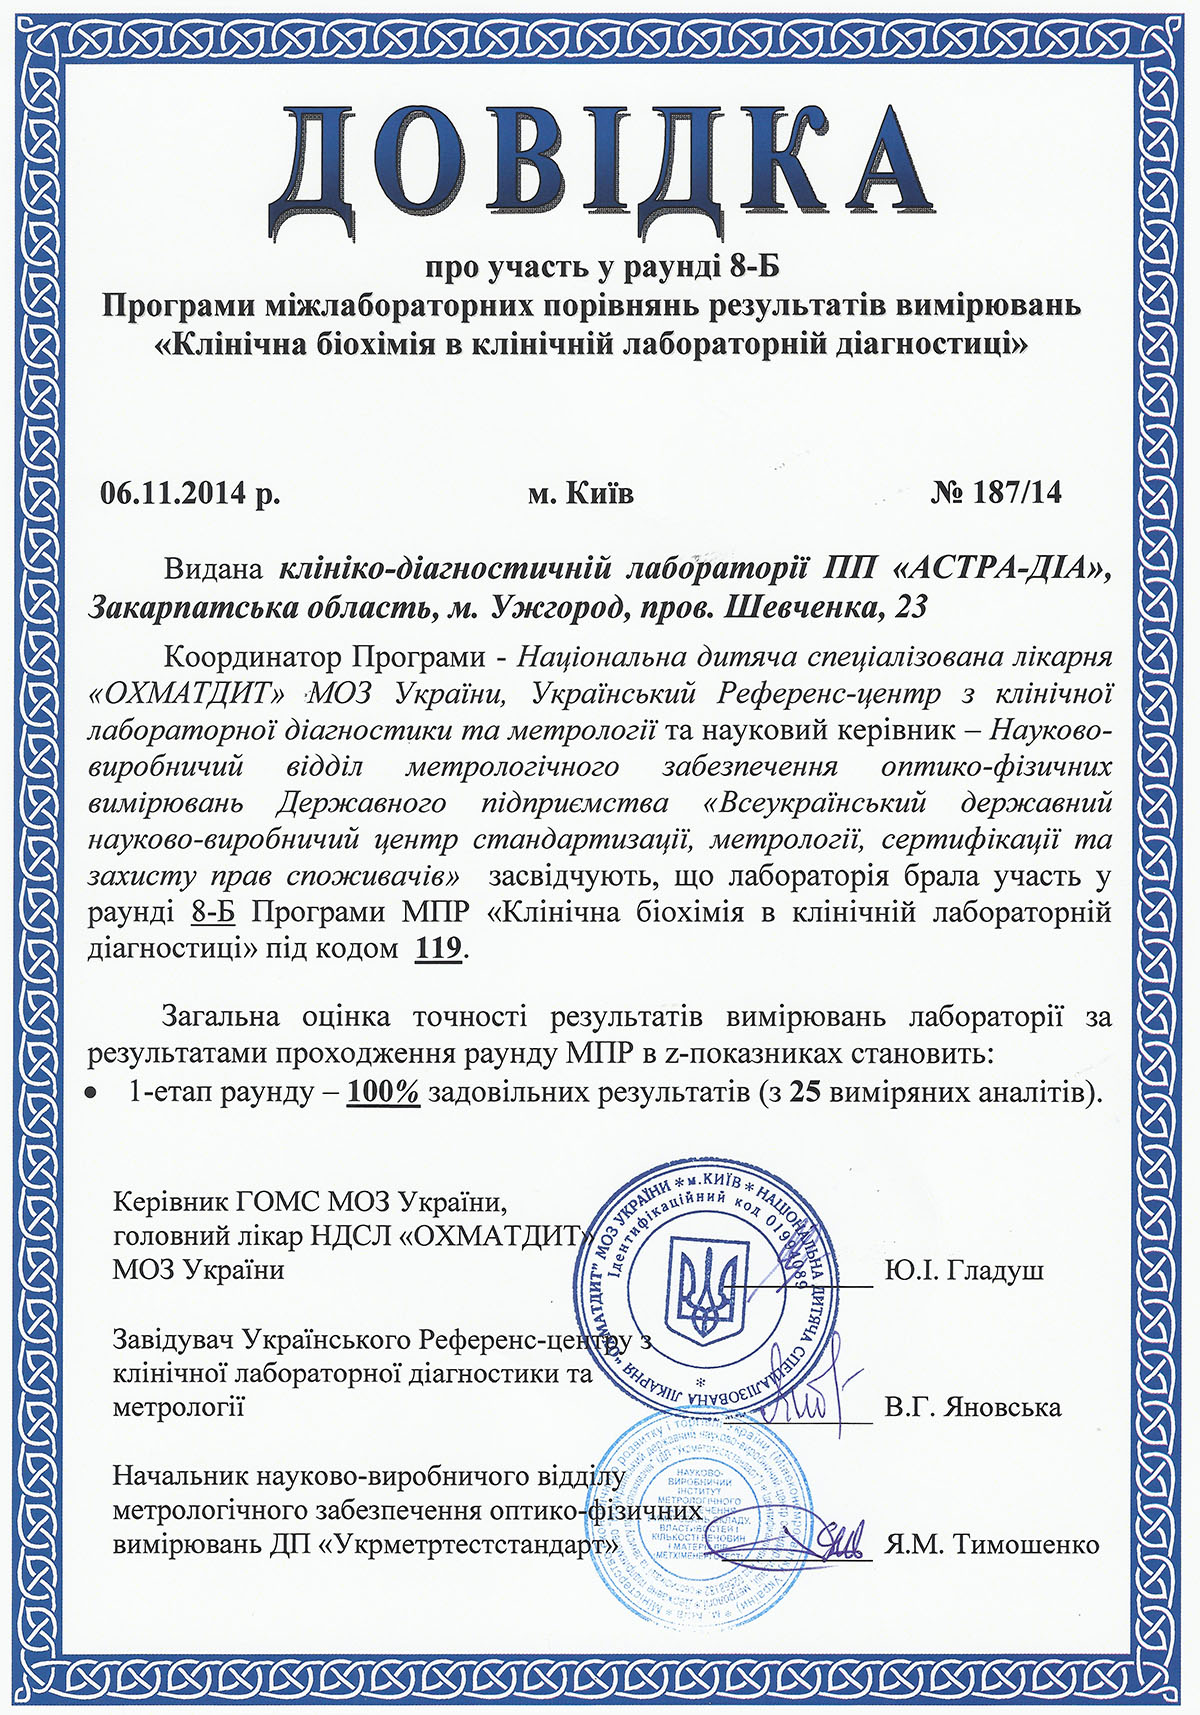 ДОВІДКА
про участь у раунді 8-Б
Програми міжлабораторних порівнянь результатів вимірювань
«Клінічна біохімія в клінічній лабораторній діагностиці»
06.11.2014 р. м. Київ № 187/14
Видана клініко-діагностичній лабораторії ПП «АСТРА-ДІА»,
Закарпатська область, м. Ужгород, пров. Шевченка, 23
Координатор Програми - Національна дитяча спеціалізована лікарня
«ОХМАТДИТ» МОЗ України, Український Референс-центр з клінічної
лабораторної діагностики та метрології та науковий керівник – Науково-
виробничий відділ метрологічного забезпечення оптико-фізичних
вимірювань Державного підприємства «Всеукраїнський державний
науково-виробничий центр стандартизації, метрології, сертифікації та
захисту прав споживачів» засвідчують, що лабораторія брала участь у
раунді 8-Б Програми МПР «Клінічна біохімія в клінічній лабораторній
діагностиці» під кодом 119.
Загальна оцінка точності результатів вимірювань лабораторії за
результатами проходження раунду МПР в z-показниках становить:
• 1-етап раунду – 100% задовільних результатів (з 25 виміряних аналітів).
Керівник ГОМС МОЗ України,
головний лікар НДСЛ «ОХМАТДИТ»
МОЗ України Ю.І. Гладуш
Завідувач Українського Референс-центру з
клінічної лабораторної діагностики та
метрології В.Г. Яновська
Начальник науково-виробничого відділу
метрологічного забезпечення оптико-фізичних
вимірювань ДП «Укрметртестстандарт» Я.М. Тимошенко
НАЦІОНАЛЬНА ДИТЯЧА СПЕЦІАЛІЗОВАНА ЛІКАРНЯ "ОХМАТДИТ" МОЗ УКРАЇНИ * м.КИЇВ *
Ідентифікаційний код
НАУКОВО-
ВИРОБНИЧИЙ
ІНСТИТУТ
МЕТРОЛОГІЧНОГО